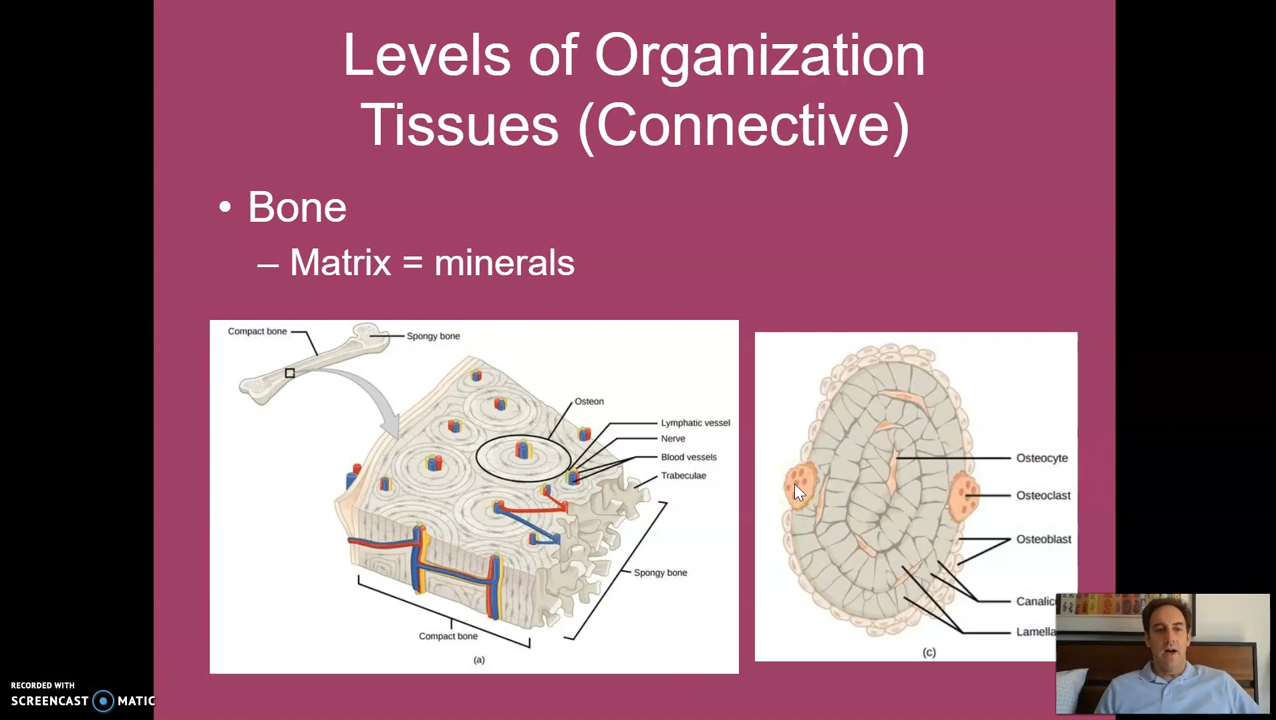 Levels of Organization
Tissues (Connective)
• Bone
– Matrix = minerals
Compact bone
Spongy bone
Osteon
Lymphatic vessel
Nerve
Blood vessels
Trabeculae
Spongy bone
Compact bone
(a)
Osteocyte
Osteoclast
Osteoblast
Canalic
Lamella
(c)
RECORDED WITH
SCREENCAST MATIC